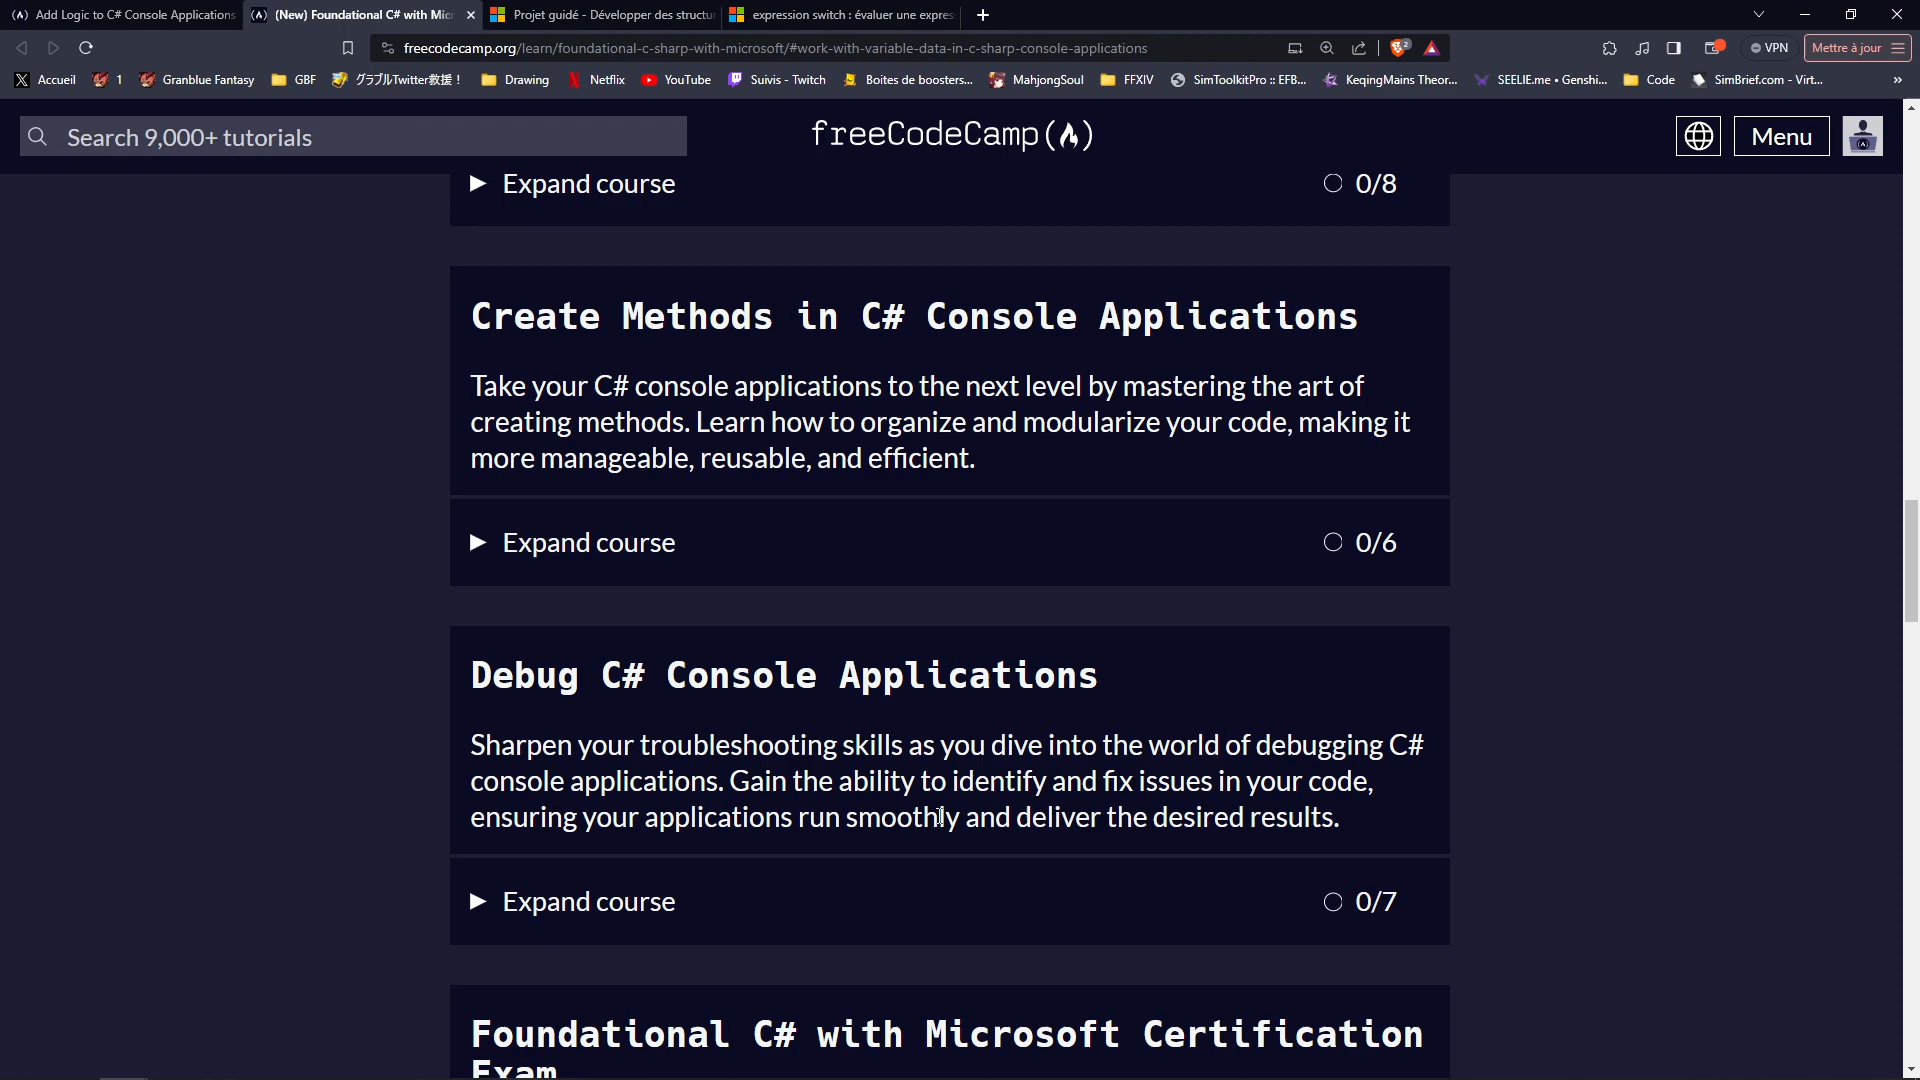 Add Logic to C# Console Applications
(New) Foundational C# with Micr
Projet guidé - Développer des structur
expression switch : évaluer une expres
freecodecamp.org/learn/foundational-c-sharp-with-microsoft/#work-with-variable-data-in-c-sharp-console-applications
2
VPN
Mettre à jour
Accueil
1
Granblue Fantasy
GBF
グラブルTwitter救援！
Drawing
Netflix
YouTube
Suivis - Twitch
Boites de boosters...
MahjongSoul
FFXIV
SimToolkitPro :: EFB...
KeqingMains Theor...
SEELIE.me • Genshi...
Code
SimBrief.com - Virt...
»
Search 9,000+ tutorials
freeCodeCamp
Menu
Expand course 0/8
Create Methods in C# Console Applications
Take your C# console applications to the next level by mastering the art of
creating methods. Learn how to organize and modularize your code, making it
more manageable, reusable, and efficient.
Expand course 0/6
Debug C# Console Applications
Sharpen your troubleshooting skills as you dive into the world of debugging C#
console applications. Gain the ability to identify and fix issues in your code,
ensuring your applications run smoothly and deliver the desired results.
Expand course 0/7
Foundational C# with Microsoft Certification
Exam